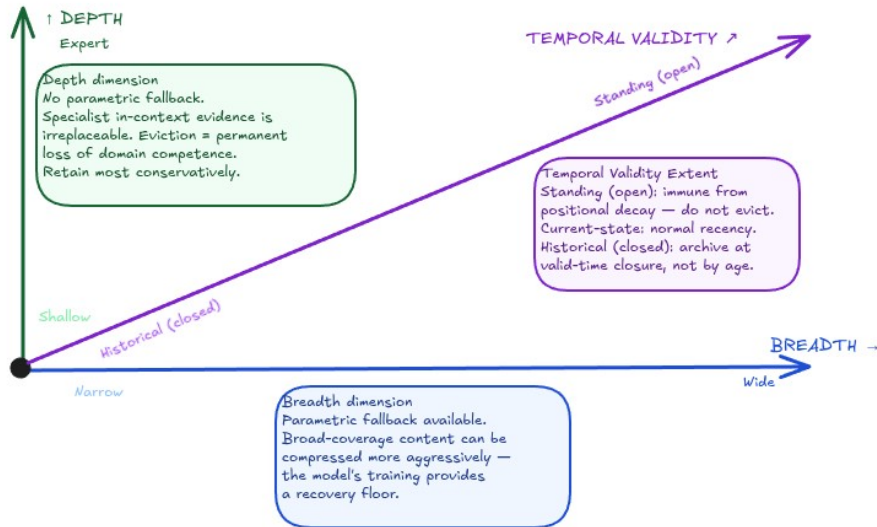 ↑ DEPTH
Expert
TEMPORAL VALIDITY ↗
Standing (open)
Depth dimension
No parametric fallback.
Specialist in-context evidence is
irreplaceable. Eviction = permanent
loss of domain competence.
Retain most conservatively.
Temporal Validity Extent
Standing (open): immune from
positional decay — do not evict.
Current-state: normal recency.
Historical (closed): archive at
valid-time closure, not by age.
Shallow
Historical (closed)
BREADTH →
Narrow
Wide
Breadth dimension
Parametric fallback available.
Broad-coverage content can be
compressed more aggressively —
the model's training provides
a recovery floor.